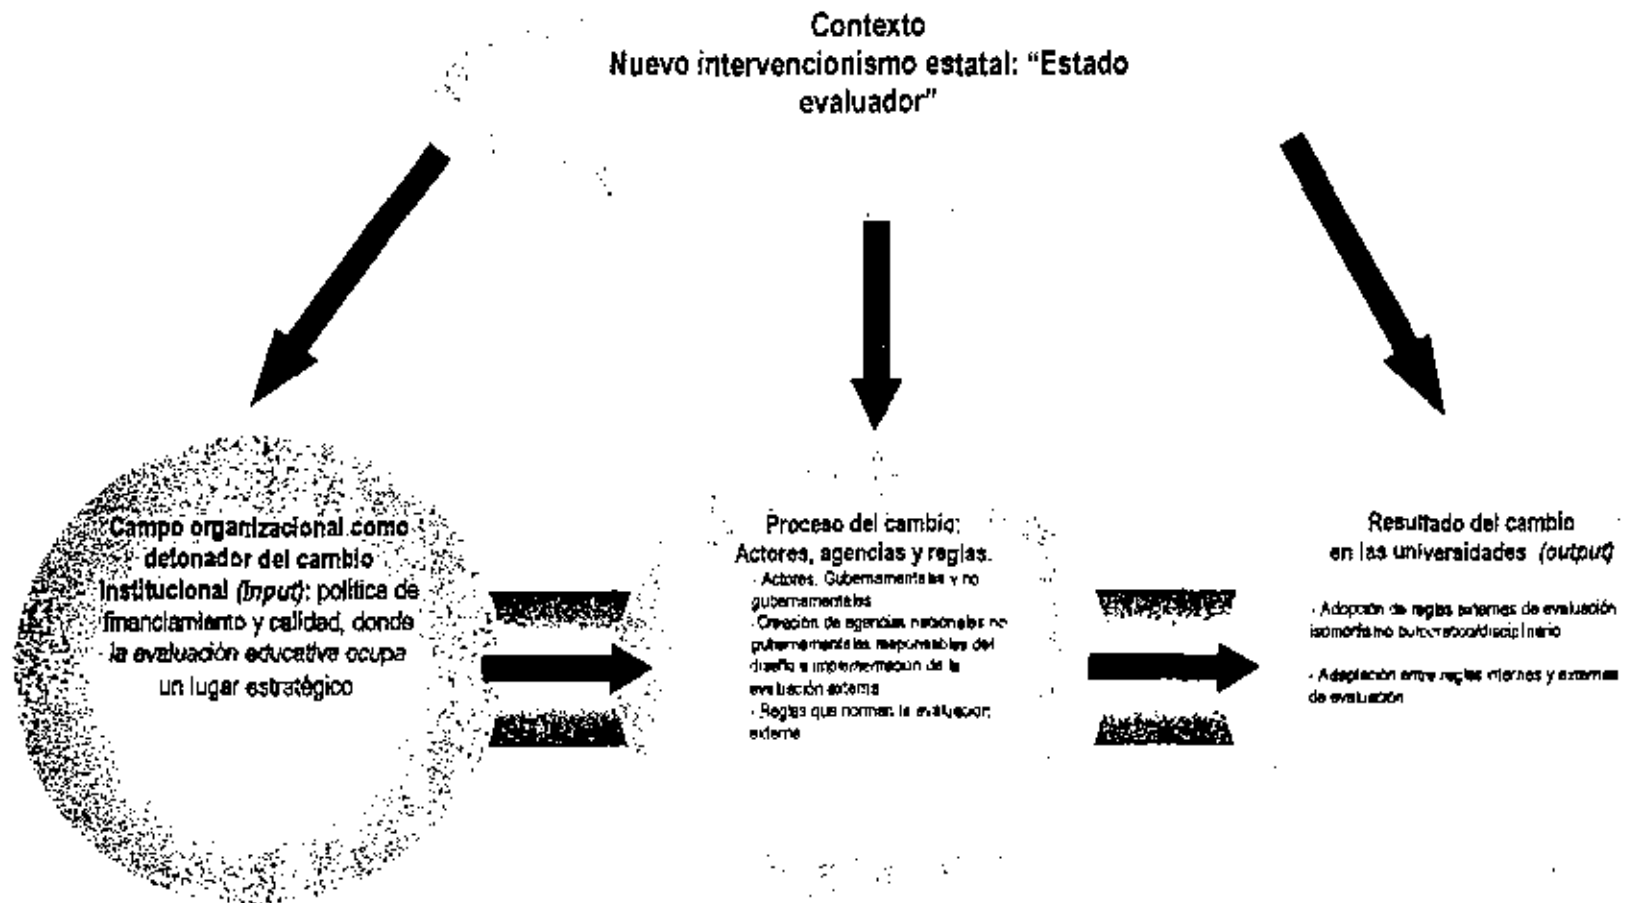 Contexto
Nuevo intervencionismo estatal: “Estado
evaluador”
Campo organizacional como
detonador del cambio
institucional (input): política de
financiamiento y calidad, donde
la evaluación educativa ocupa
un lugar estratégico
Proceso del cambio:
Actores, agencias y reglas.
- Actores. Gubernamentales y no
gubernamentales
- Creación de agencias nacionales no
gubernamentales responsables del
diseño e implementación de la
evaluación externa
- Reglas que norman la evaluación
externa
Resultado del cambio
en las universidades (output)
- Adopción de reglas externas de evaluación
isomorfismo burocrático/disciplinario
- Adaptación entre reglas internas y externas
de evaluación